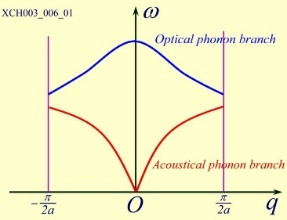 XCH003_006_01
ω
Optical phonon branch
Acoustical phonon branch
-π/2a
O
π/2a
q